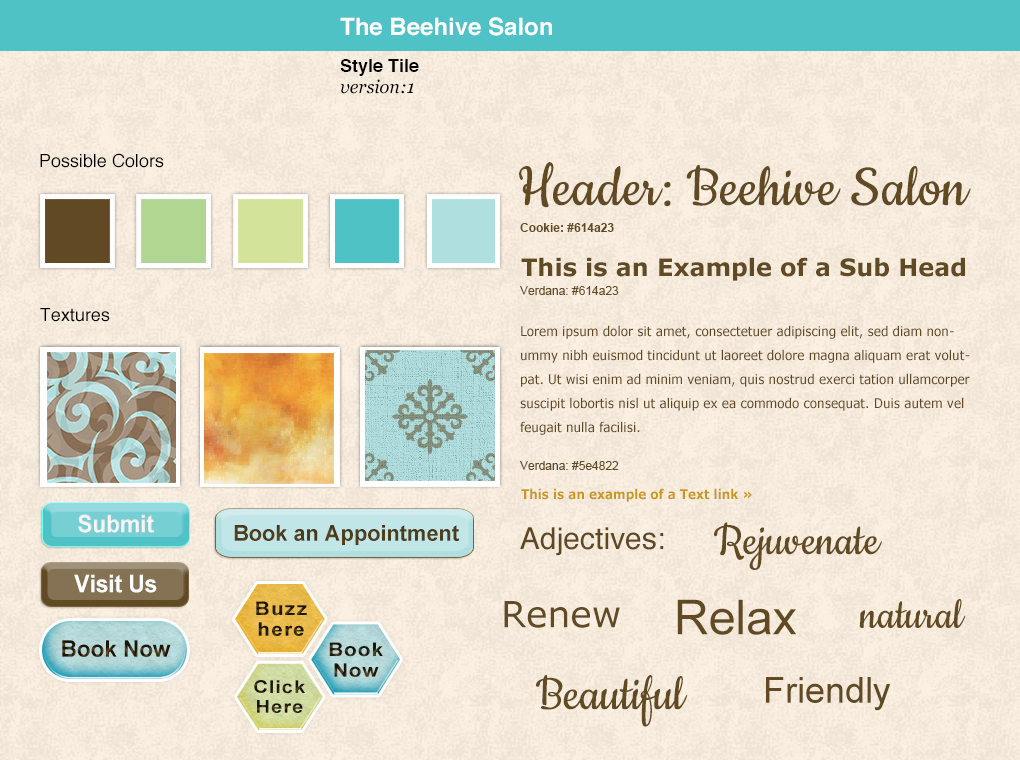 The Beehive Salon
Style Tile
version:1
Possible Colors
Textures
Submit
Visit Us
Book Now
Book an Appointment
Buzz
here
Book
Now
Click
Here
Header: Beehive Salon
Cookie: #614a23
This is an Example of a Sub Head
Verdana: #614a23
Lorem ipsum dolor sit amet, consectetuer adipiscing elit, sed diam non-
ummy nibh euismod tincidunt ut laoreet dolore magna aliquam erat volut-
pat. Ut wisi enim ad minim veniam, quis nostrud exerci tation ullamcorper
suscipit lobortis nisl ut aliquip ex ea commodo consequat. Duis autem vel
feugait nulla facilisi.
Verdana: #5e4822
This is an example of a Text link »
Adjectives: Rejuvenate
Renew Relax natural
Beautiful Friendly